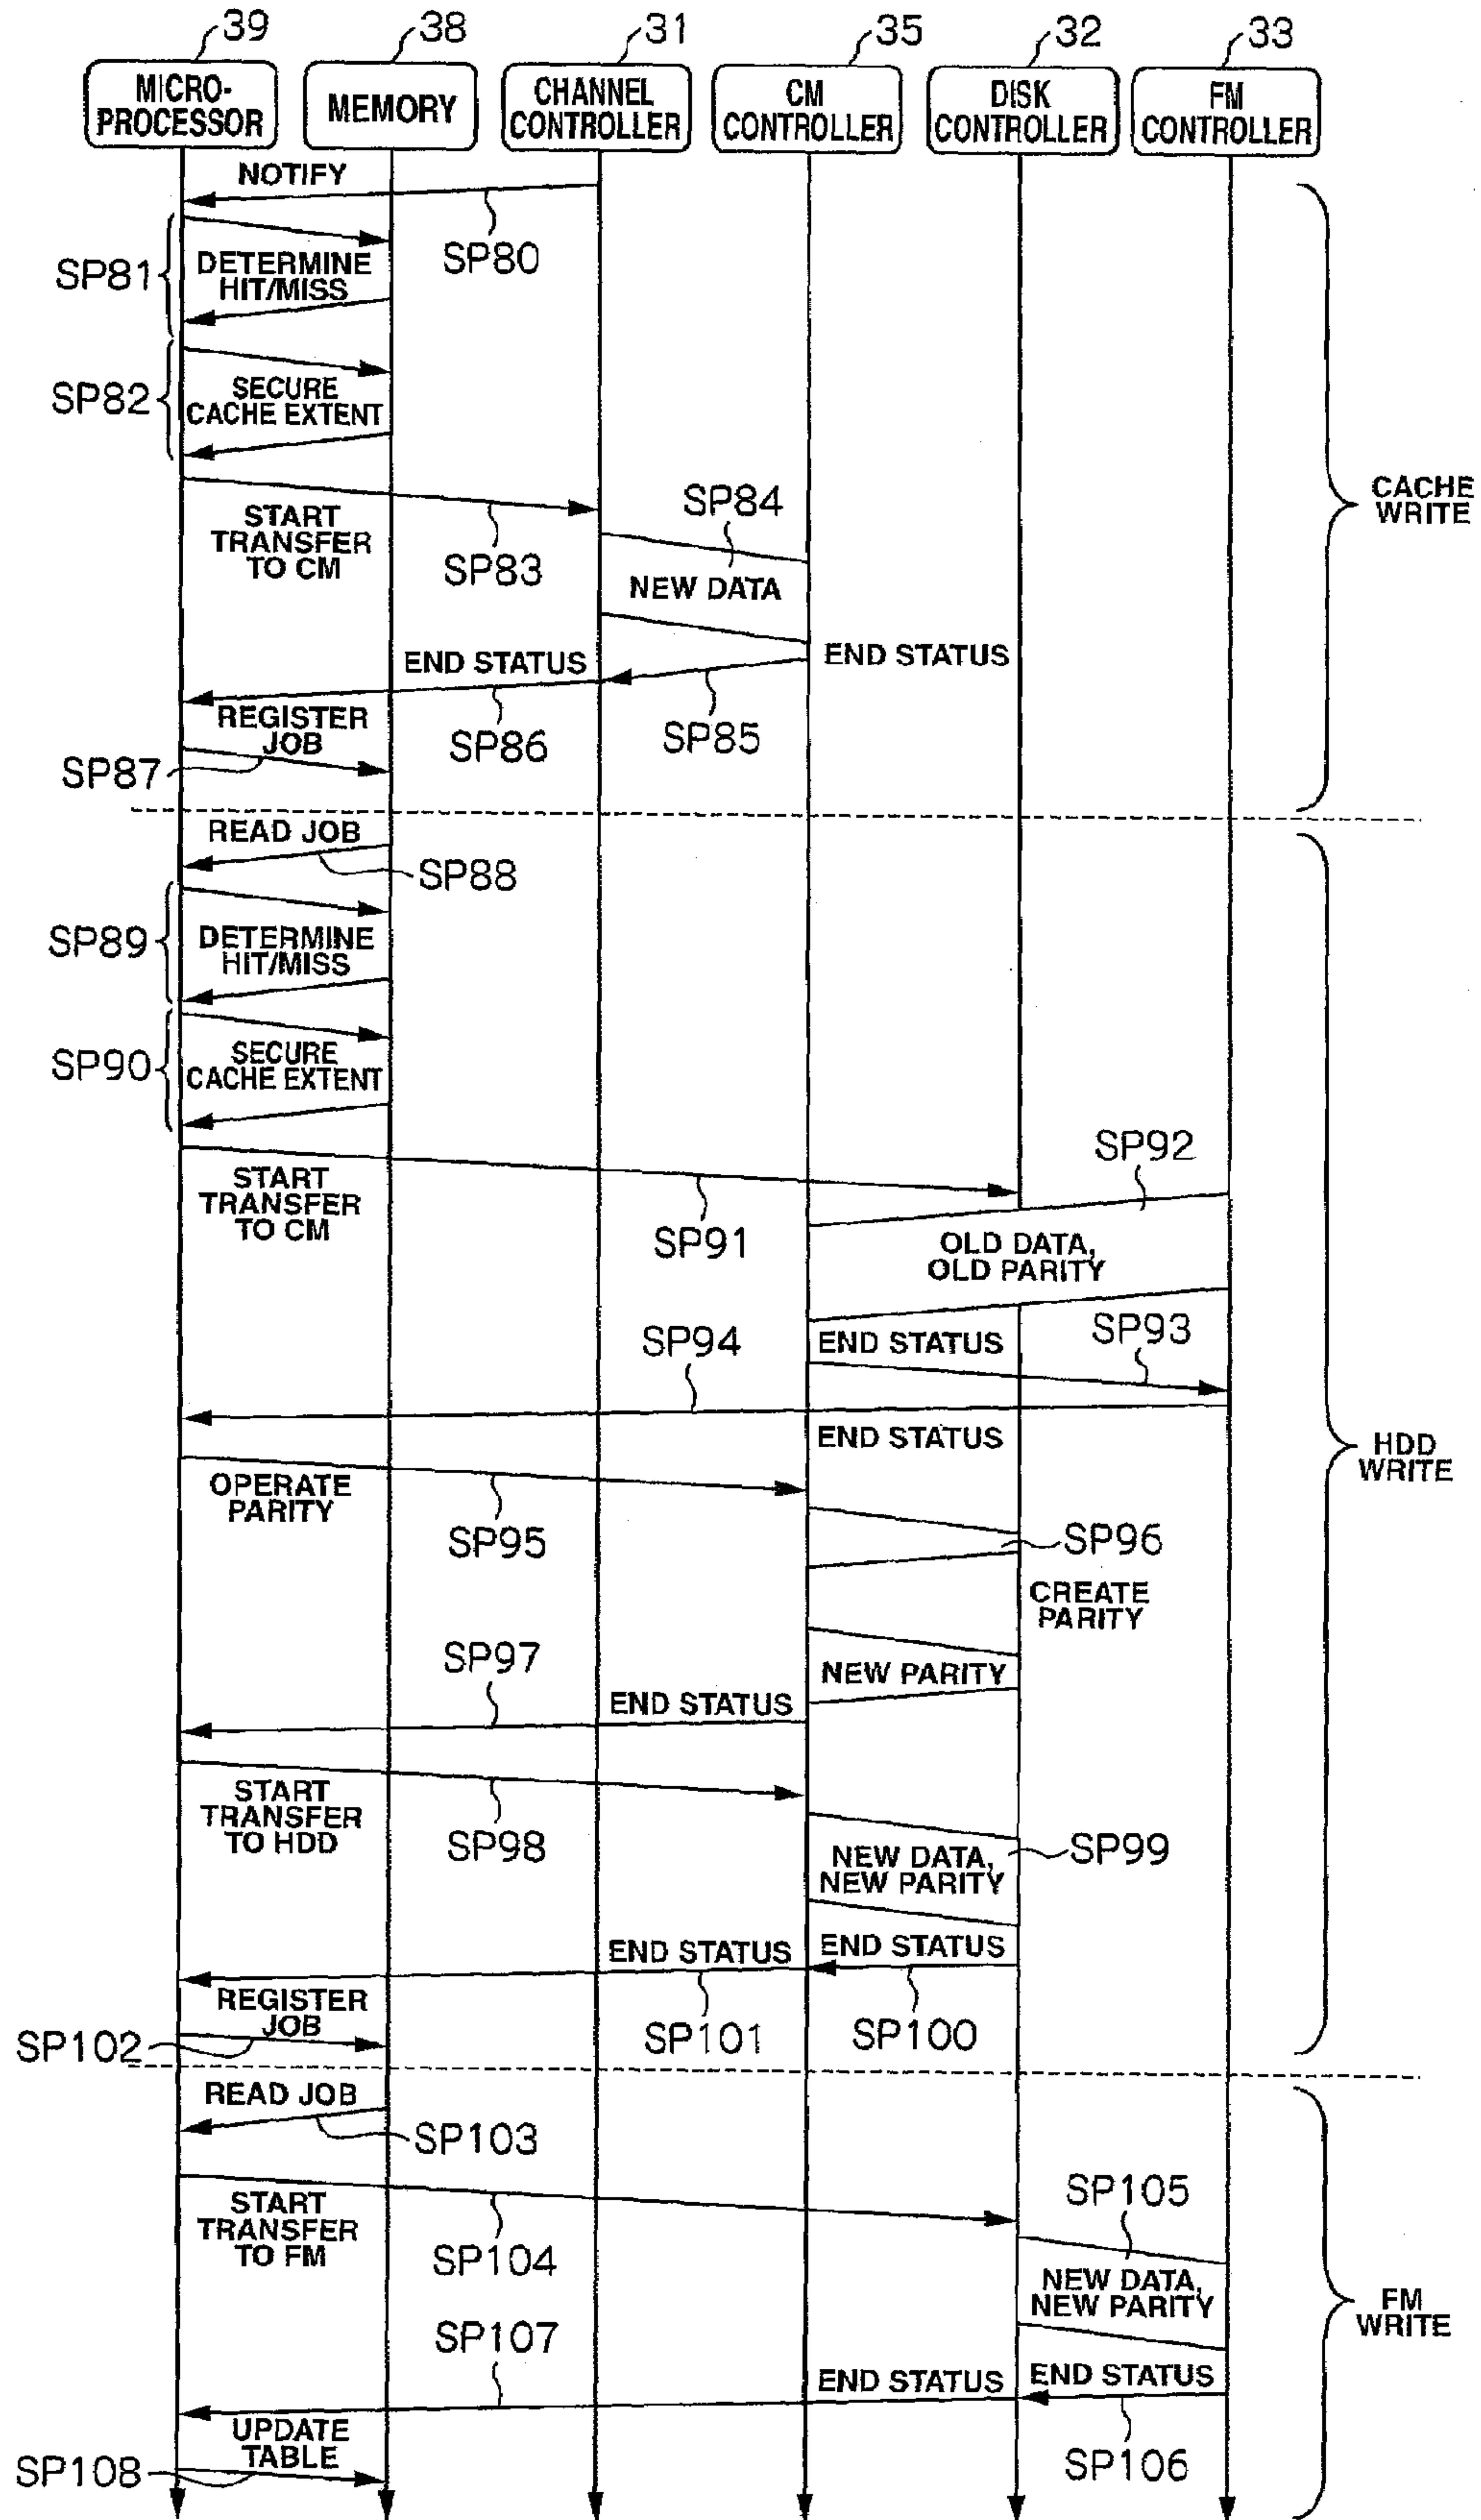 39
38
31
35
32
33
MICRO-
PROCESSOR
MEMORY
CHANNEL
CONTROLLER
CM
CONTROLLER
DISK
CONTROLLER
FM
CONTROLLER
NOTIFY
SP80
SP81
DETERMINE
HIT/MISS
SP82
SECURE
CACHE EXTENT
START
TRANSFER
TO CM
SP83
SP84
NEW DATA
CACHE
WRITE
END STATUS
END STATUS
SP85
SP86
REGISTER
JOB
SP87
READ JOB
SP88
SP89
DETERMINE
HIT/MISS
SP90
SECURE
CACHE EXTENT
START
TRANSFER
TO CM
SP91
SP92
OLD DATA,
OLD PARITY
END STATUS
SP93
SP94
END STATUS
HDD
WRITE
OPERATE
PARITY
SP95
SP96
CREATE
PARITY
NEW PARITY
SP97
END STATUS
START
TRANSFER
TO HDD
SP98
NEW DATA,
NEW PARITY
SP99
END STATUS
END STATUS
SP100
SP101
REGISTER
JOB
SP102
READ JOB
SP103
START
TRANSFER
TO FM
SP104
SP105
NEW DATA,
NEW PARITY
FM
WRITE
SP107
END STATUS
END STATUS
SP106
UPDATE
TABLE
SP108